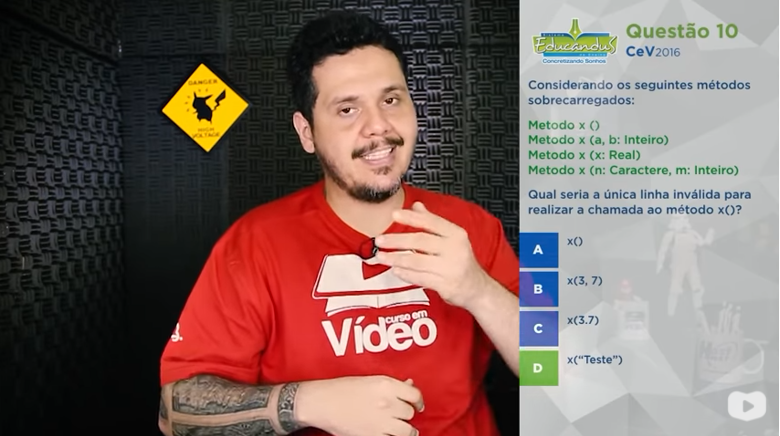 DANGER
HIGH
VOLTAGE
curso em
Vídeo
Educandus
Concretizando Sonhos
Questão 10
CeV2016
Considerando os seguintes métodos
sobrecarregados:
Metodo x ()
Metodo x (a, b: Inteiro)
Metodo x (x: Real)
Metodo x (n: Caractere, m: Inteiro)
Qual seria a única linha inválida para
realizar a chamada ao método x()?
A x()
B x(3, 7)
C x(3.7)
D x("Teste")